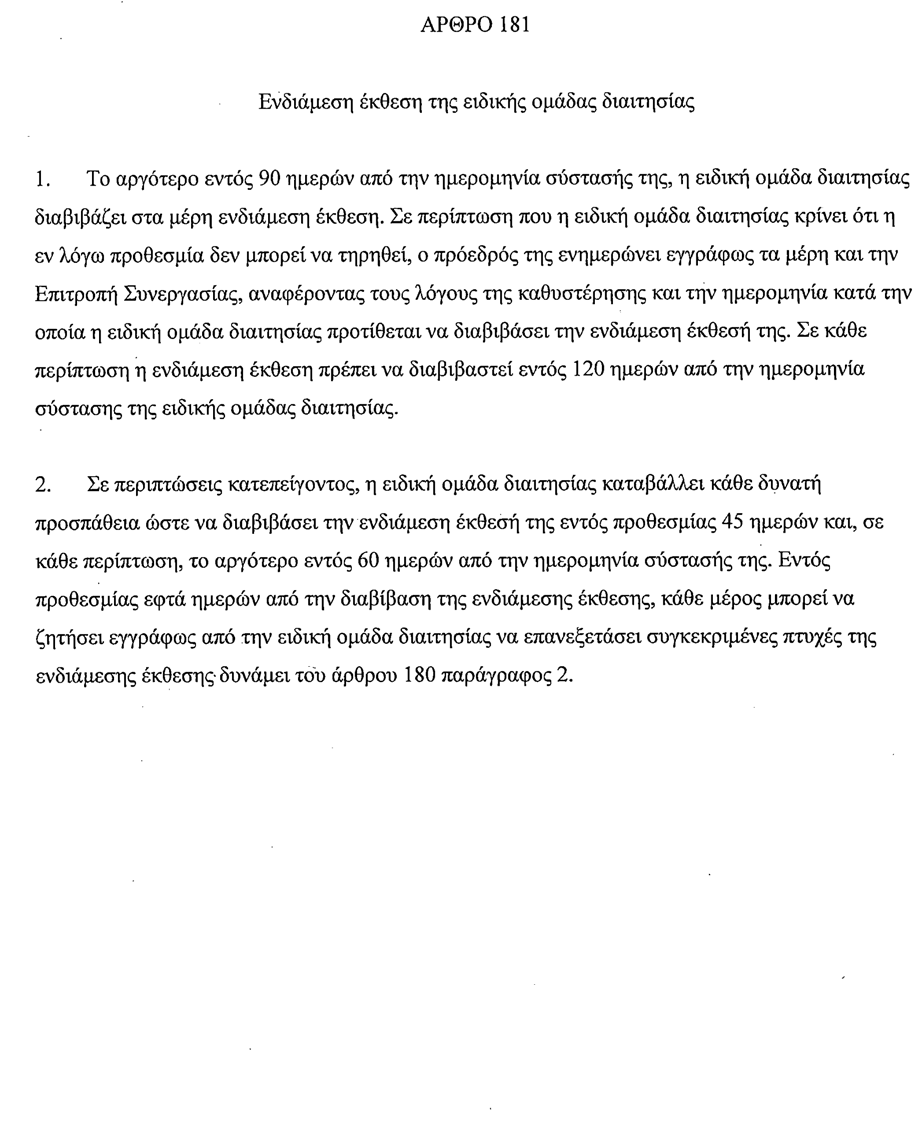 ΑΡΘΡΟ 181
Ενδιάμεση έκθεση της ειδικής ομάδας διαιτησίας
1. Το αργότερο εντός 90 ημερών από την ημερομηνία σύστασής της, η ειδική ομάδα διαιτησίας
διαβιβάζει στα μέρη ενδιάμεση έκθεση. Σε περίπτωση που η ειδική ομάδα διαιτησίας κρίνει ότι η
εν λόγω προθεσμία δεν μπορεί να τηρηθεί, ο πρόεδρός της ενημερώνει εγγράφως τα μέρη και την
Επιτροπή Συνεργασίας, αναφέροντας τους λόγους της καθυστέρησης και την ημερομηνία κατά την
οποία η ειδική ομάδα διαιτησίας προτίθεται να διαβιβάσει την ενδιάμεση έκθεσή της. Σε κάθε
περίπτωση η ενδιάμεση έκθεση πρέπει να διαβιβαστεί εντός 120 ημερών από την ημερομηνία
σύστασης της ειδικής ομάδας διαιτησίας.
2. Σε περιπτώσεις κατεπείγοντος, η ειδική ομάδα διαιτησίας καταβάλλει κάθε δυνατή
προσπάθεια ώστε να διαβιβάσει την ενδιάμεση έκθεσή της εντός προθεσμίας 45 ημερών και, σε
κάθε περίπτωση, το αργότερο εντός 60 ημερών από την ημερομηνία σύστασής της. Εντός
προθεσμίας εφτά ημερών από την διαβίβαση της ενδιάμεσης έκθεσης, κάθε μέρος μπορεί να
ζητήσει εγγράφως από την ειδική ομάδα διαιτησίας να επανεξετάσει συγκεκριμένες πτυχές της
ενδιάμεσης έκθεσης δυνάμει του άρθρου 180 παράγραφος 2.